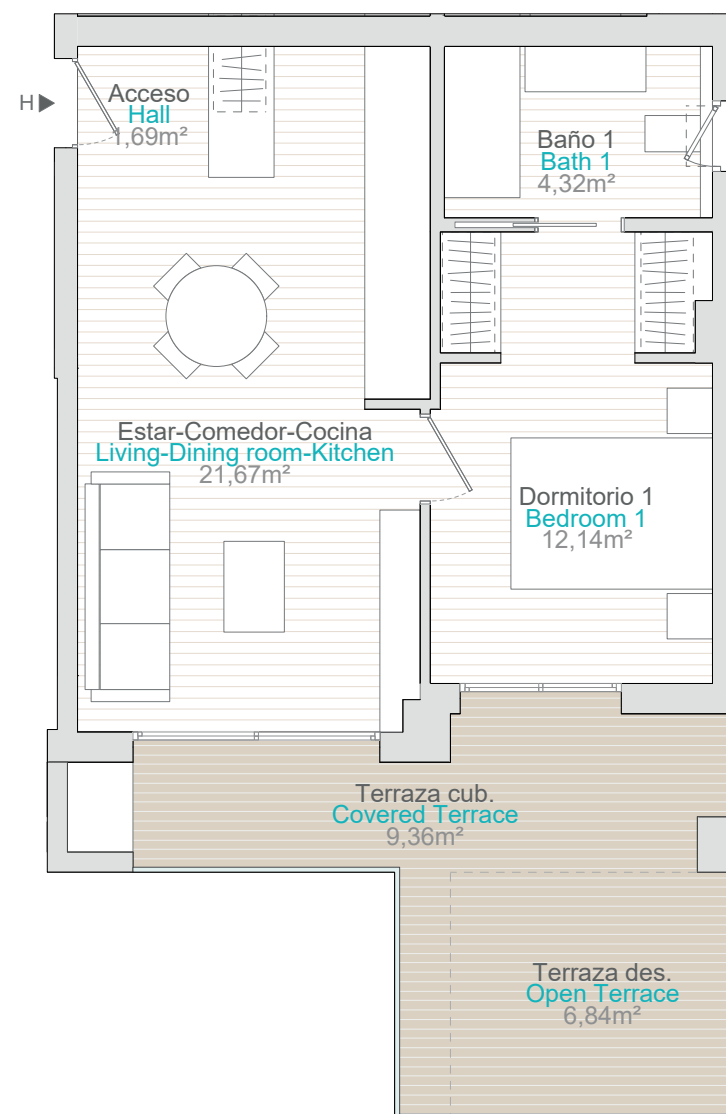 H
Acceso
Hall
1,69m²
Baño 1
Bath 1
4,32m²
Estar-Comedor-Cocina
Living-Dining room-Kitchen
21,67m²
Dormitorio 1
Bedroom 1
12,14m²
Terraza cub.
Covered Terrace
9,36m²
Terraza des.
Open Terrace
6,84m²